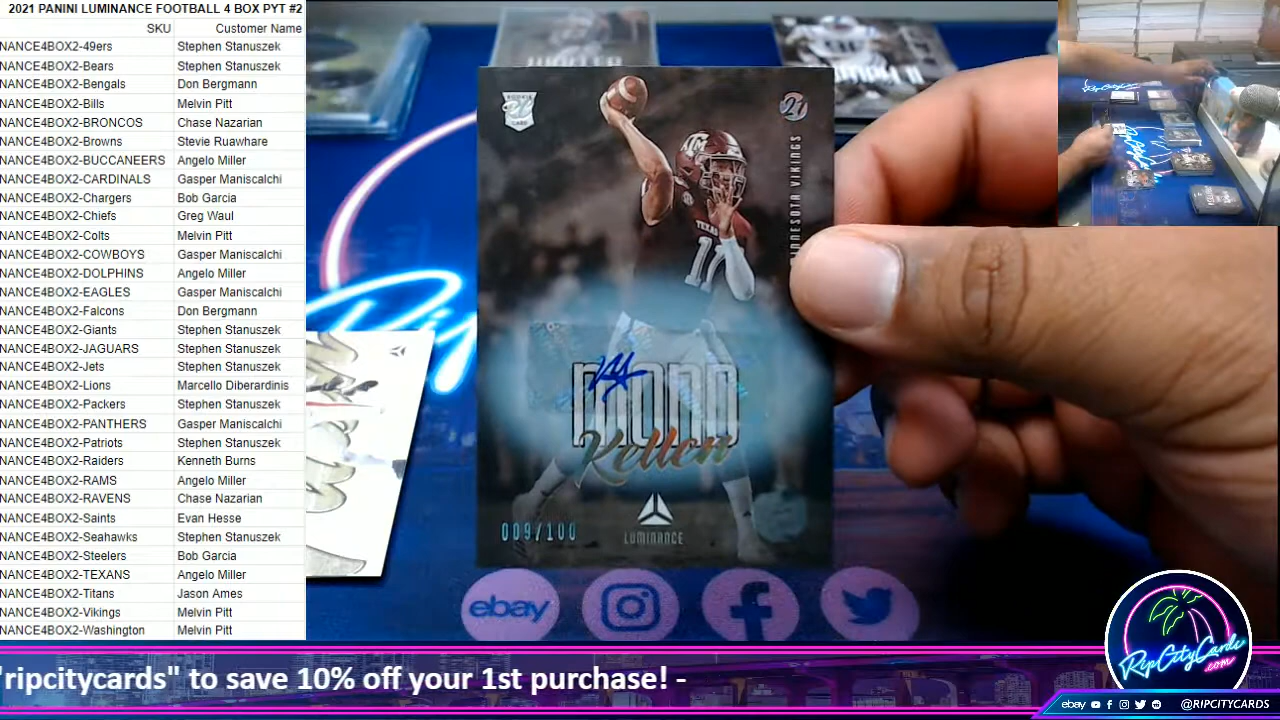 2021 PANINI LUMINANCE FOOTBALL 4 BOX PYT #2
SKU Customer Name
NANCE4BOX2-49ers Stephen Stanuszek
NANCE4BOX2-Bears Stephen Stanuszek
NANCE4BOX2-Bengals Don Bergmann
NANCE4BOX2-Bills Melvin Pitt
NANCE4BOX2-BRONCOS Chase Nazarian
NANCE4BOX2-Browns Stevie Ruawhare
NANCE4BOX2-BUCCANEERS Angelo Miller
NANCE4BOX2-CARDINALS Gasper Maniscalchi
NANCE4BOX2-Chargers Bob Garcia
NANCE4BOX2-Chiefs Greg Waul
NANCE4BOX2-Colts Melvin Pitt
NANCE4BOX2-COWBOYS Gasper Maniscalchi
NANCE4BOX2-DOLPHINS Angelo Miller
NANCE4BOX2-EAGLES Gasper Maniscalchi
NANCE4BOX2-Falcons Don Bergmann
NANCE4BOX2-Giants Stephen Stanuszek
NANCE4BOX2-JAGUARS Stephen Stanuszek
NANCE4BOX2-Jets Stephen Stanuszek
NANCE4BOX2-Lions Marcello Diberardinis
NANCE4BOX2-Packers Stephen Stanuszek
NANCE4BOX2-PANTHERS Gasper Maniscalchi
NANCE4BOX2-Patriots Stephen Stanuszek
NANCE4BOX2-Raiders Kenneth Burns
NANCE4BOX2-RAMS Angelo Miller
NANCE4BOX2-RAVENS Chase Nazarian
NANCE4BOX2-Saints Evan Hesse
NANCE4BOX2-Seahawks Stephen Stanuszek
NANCE4BOX2-Steelers Bob Garcia
NANCE4BOX2-TEXANS Angelo Miller
NANCE4BOX2-Titans Jason Ames
NANCE4BOX2-Vikings Melvin Pitt
NANCE4BOX2-Washington Melvin Pitt
21
MINNESOTA VIKINGS
TEXAS
11
MOND
Kellen
009/100
LUMINANCE
ebay
RipCityCards
.com
"ripcitycards" to save 10% off your 1st purchase! -
ebay @RIPCITYCARDS